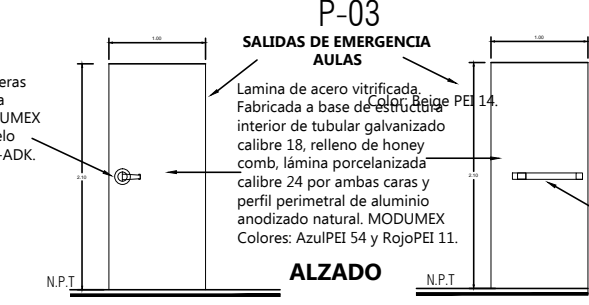 P-03
SALIDAS DE EMERGENCIA
AULAS
1.00
1.00
eras
a
UMEX
elo
-ADK.
Lamina de acero vitrificada.
Color: Beige PEI 14.
Fabricada a base de estructura
interior de tubular galvanizado
calibre 18, relleno de honey
comb, lámina porcelanizada
calibre 24 por ambas caras y
perfil perimetral de aluminio
anodizado natural. MODUMEX
Colores: AzulPEI 54 y RojoPEI 11.
2.10
2.10
N.P.T
ALZADO
N.P.T